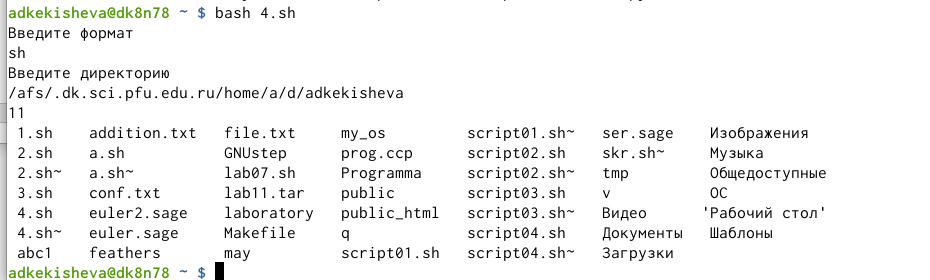 adkekisheva@dk8n78 ~ $ bash 4.sh
Введите формат
sh
Введите директорию
/afs/.dk.sci.pfu.edu.ru/home/a/d/adkekisheva
11
1.sh addition.txt file.txt my_os script01.sh~ ser.sage Изображения
2.sh a.sh GNUstep prog.ccp script02.sh skr.sh~ Музыка
2.sh~ a.sh~ lab07.sh Programma script02.sh~ tmp Общедоступные
3.sh conf.txt lab11.tar public script03.sh v ОС
4.sh euler2.sage laboratory public_html script03.sh~ Видео 'Рабочий стол'
4.sh~ euler.sage Makefile q script04.sh Документы Шаблоны
abc1 feathers may script01.sh script04.sh~ Загрузки
adkekisheva@dk8n78 ~ $